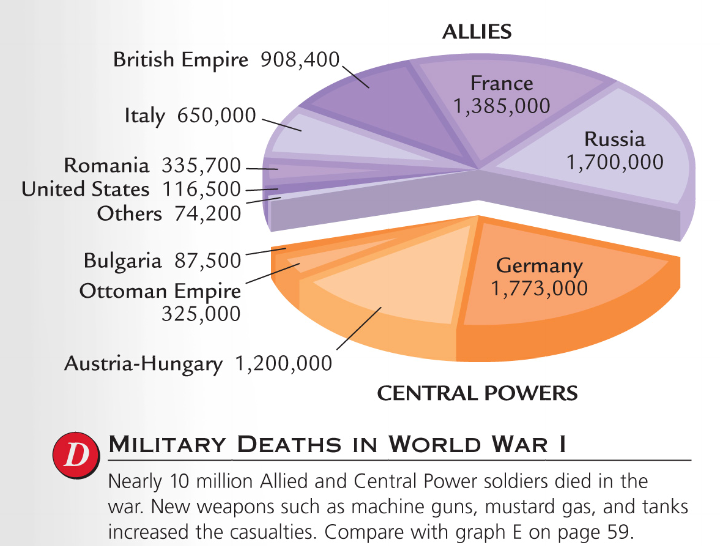 ALLIES
British Empire 908,400
France
1,385,000
Italy 650,000
Russia
1,700,000
Romania 335,700
United States 116,500
Others 74,200
Bulgaria 87,500
Ottoman Empire
325,000
Germany
1,773,000
Austria-Hungary 1,200,000
CENTRAL POWERS
D
MILITARY DEATHS IN WORLD WAR I
Nearly 10 million Allied and Central Power soldiers died in the
war. New weapons such as machine guns, mustard gas, and tanks
increased the casualties. Compare with graph E on page 59.